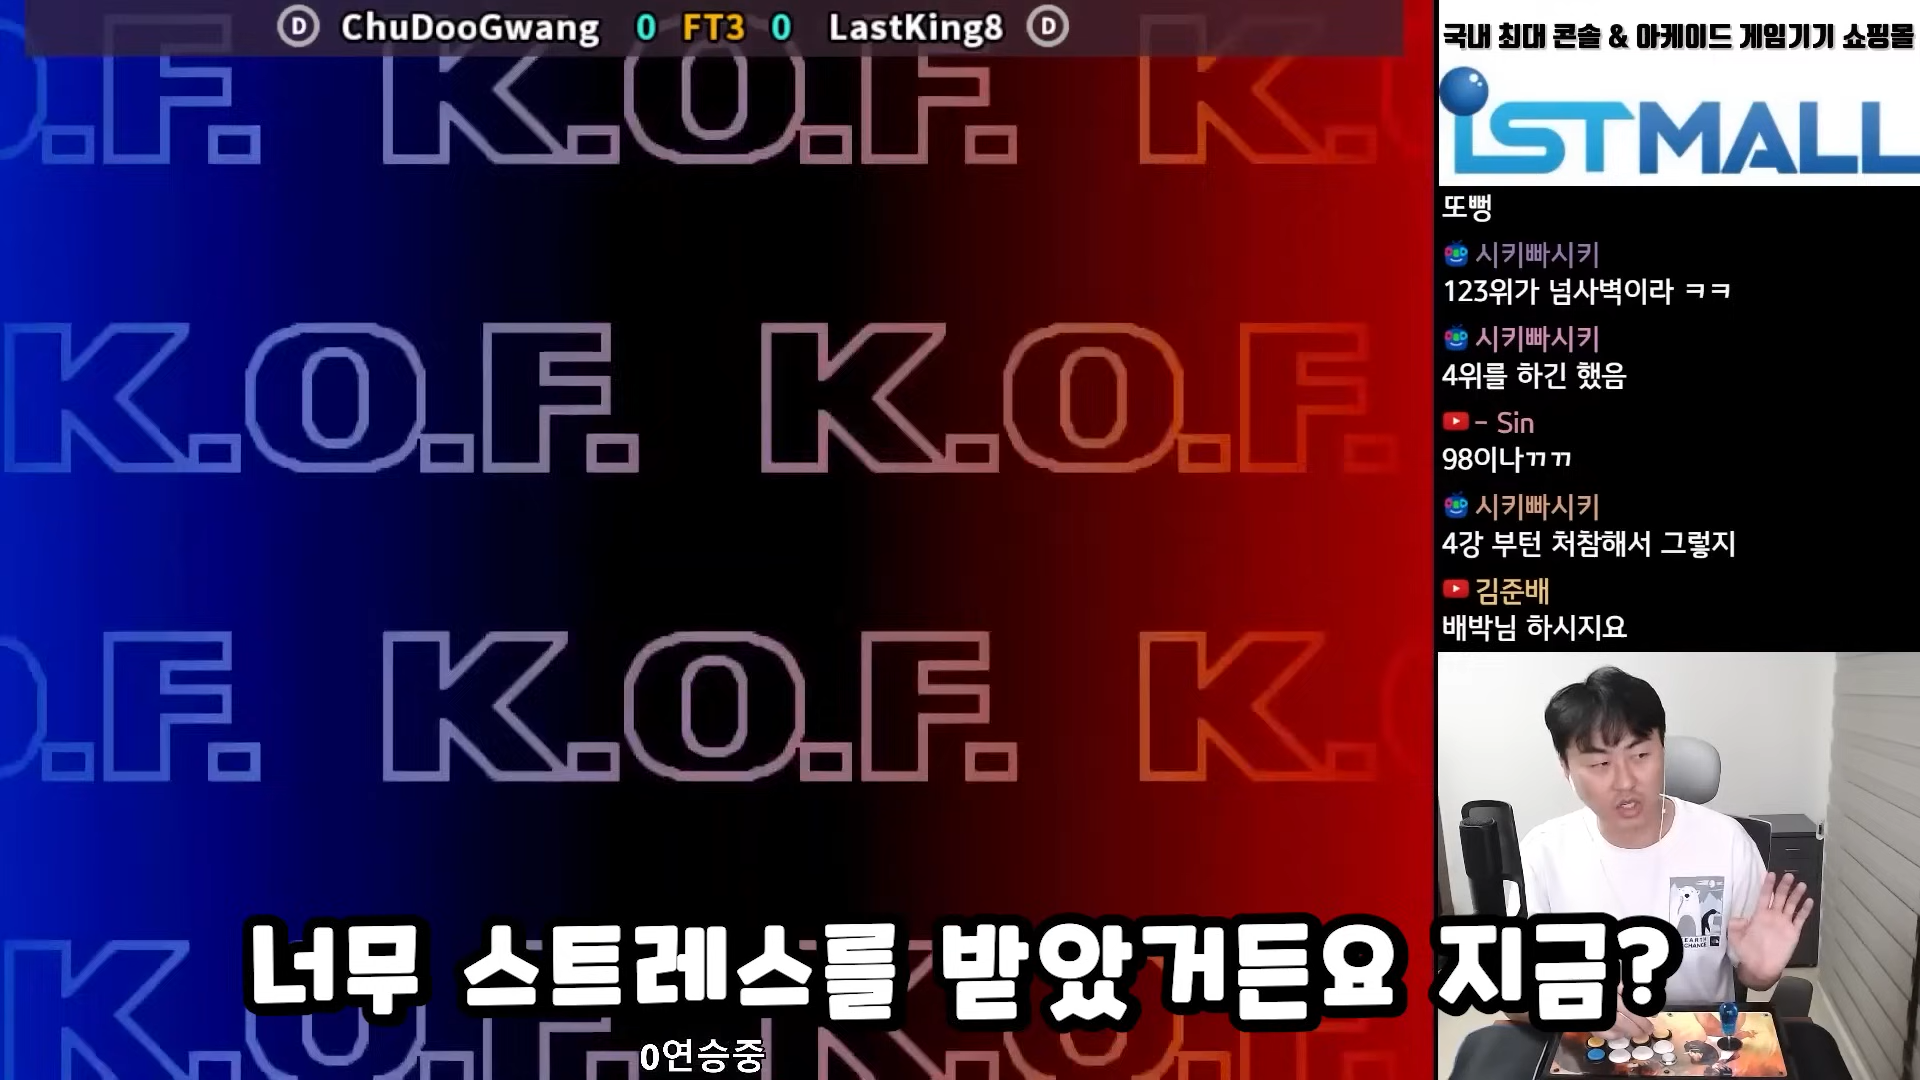 ChuDooGwang 0 FT3 0 LastKing8
D D
국내 최대 콘솔 & 아케이드 게임기기 쇼핑몰
iSTMALL
또뻥
시키빠시키
123위가 넘사벽이라 ㅋㅋ
시키빠시키
4위를 하긴 했음
- Sin
98이나ㄲㄲ
시키빠시키
4강 부턴 처참해서 그렇지
김준배
배박님 하시지요
.F. K.O.F. K.
K.O.F. K.O.F.
.F. K.O.F. K.
K.O.F. K.O.F.
너무 스트레스를 받았거든요 지금?
0연승중